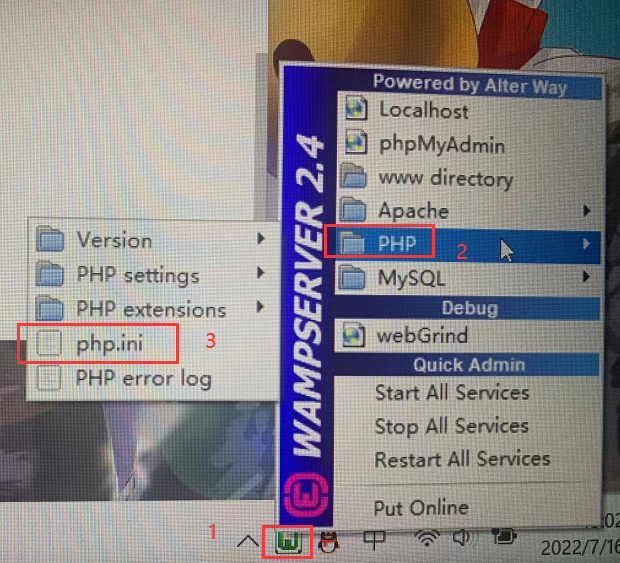 Powered by Alter Way
Localhost
phpMyAdmin
www directory
Apache
PHP
2
MySQL
Debug
webGrind
Quick Admin
Start All Services
Stop All Services
Restart All Services
Put Online
WAMPSERVER 2.4
Version
PHP settings
PHP extensions
php.ini
3
PHP error log
1
中
:02
2022/7/16